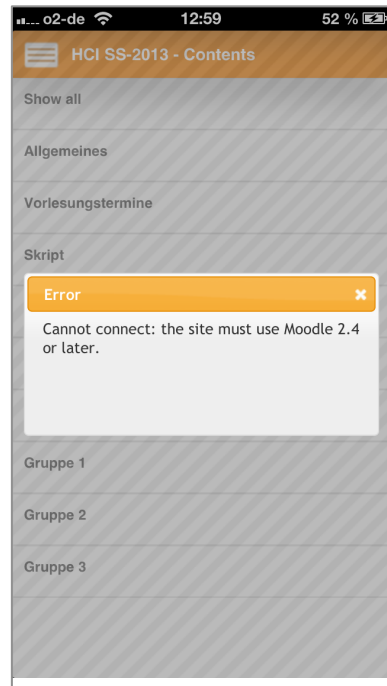 o2-de 12:59 52 %
HCI SS-2013 - Contents
Show all
Allgemeines
Vorlesungstermine
Skript
Error
Cannot connect: the site must use Moodle 2.4
or later.
Gruppe 1
Gruppe 2
Gruppe 3